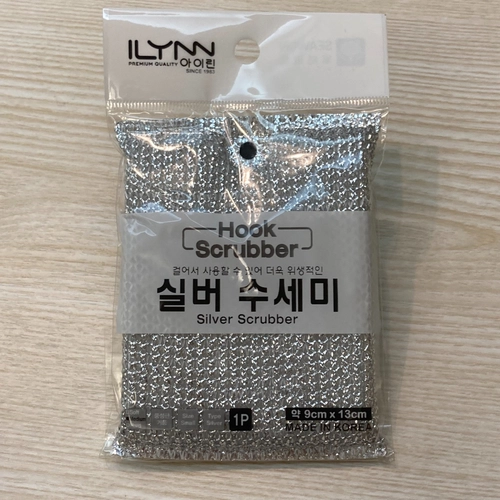 ILYNN
PREMIUM QUALITY 아이린
SINCE 1983
Hook
Scrubber
걸어서 사용할 수 있어 더욱 위생적인
실버 수세미
Silver Scrubber
1P
약 9cm x 13cm
MADE IN KOREA